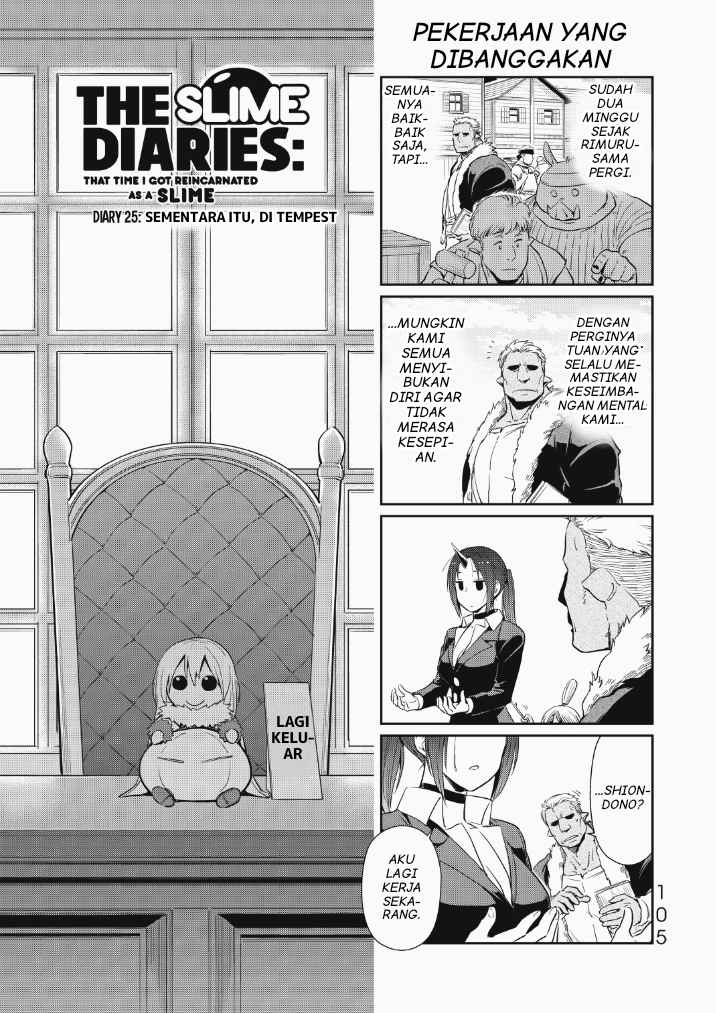 THE SLIME
DIARIES:
THAT TIME I GOT REINCARNATED
AS A SLIME
DIARY 25: SEMENTARA ITU, DI TEMPEST
LAGI
KELU-
AR
PEKERJAAN YANG
DIBANGGAKAN
SUDAH
DUA
MINGGU
SEJAK
RIMURU-
SAMA
PERGI.
SEMUA-
NYA
BAIK-
BAIK
SAJA,
TAPI...
DENGAN
PERGINYA
TUAN YANG
SELALU ME-
MASTIKAN
KESEIMB-
ANGAN MENTAL
KAMI...
...MUNGKIN
KAMI
SEMUA
MENYI-
BUKAN
DIRI AGAR
TIDAK
MERASA
KESEPI-
AN.
...SHION-
DONO?
AKU
LAGI
KERJA
SEKA-
RANG.
105